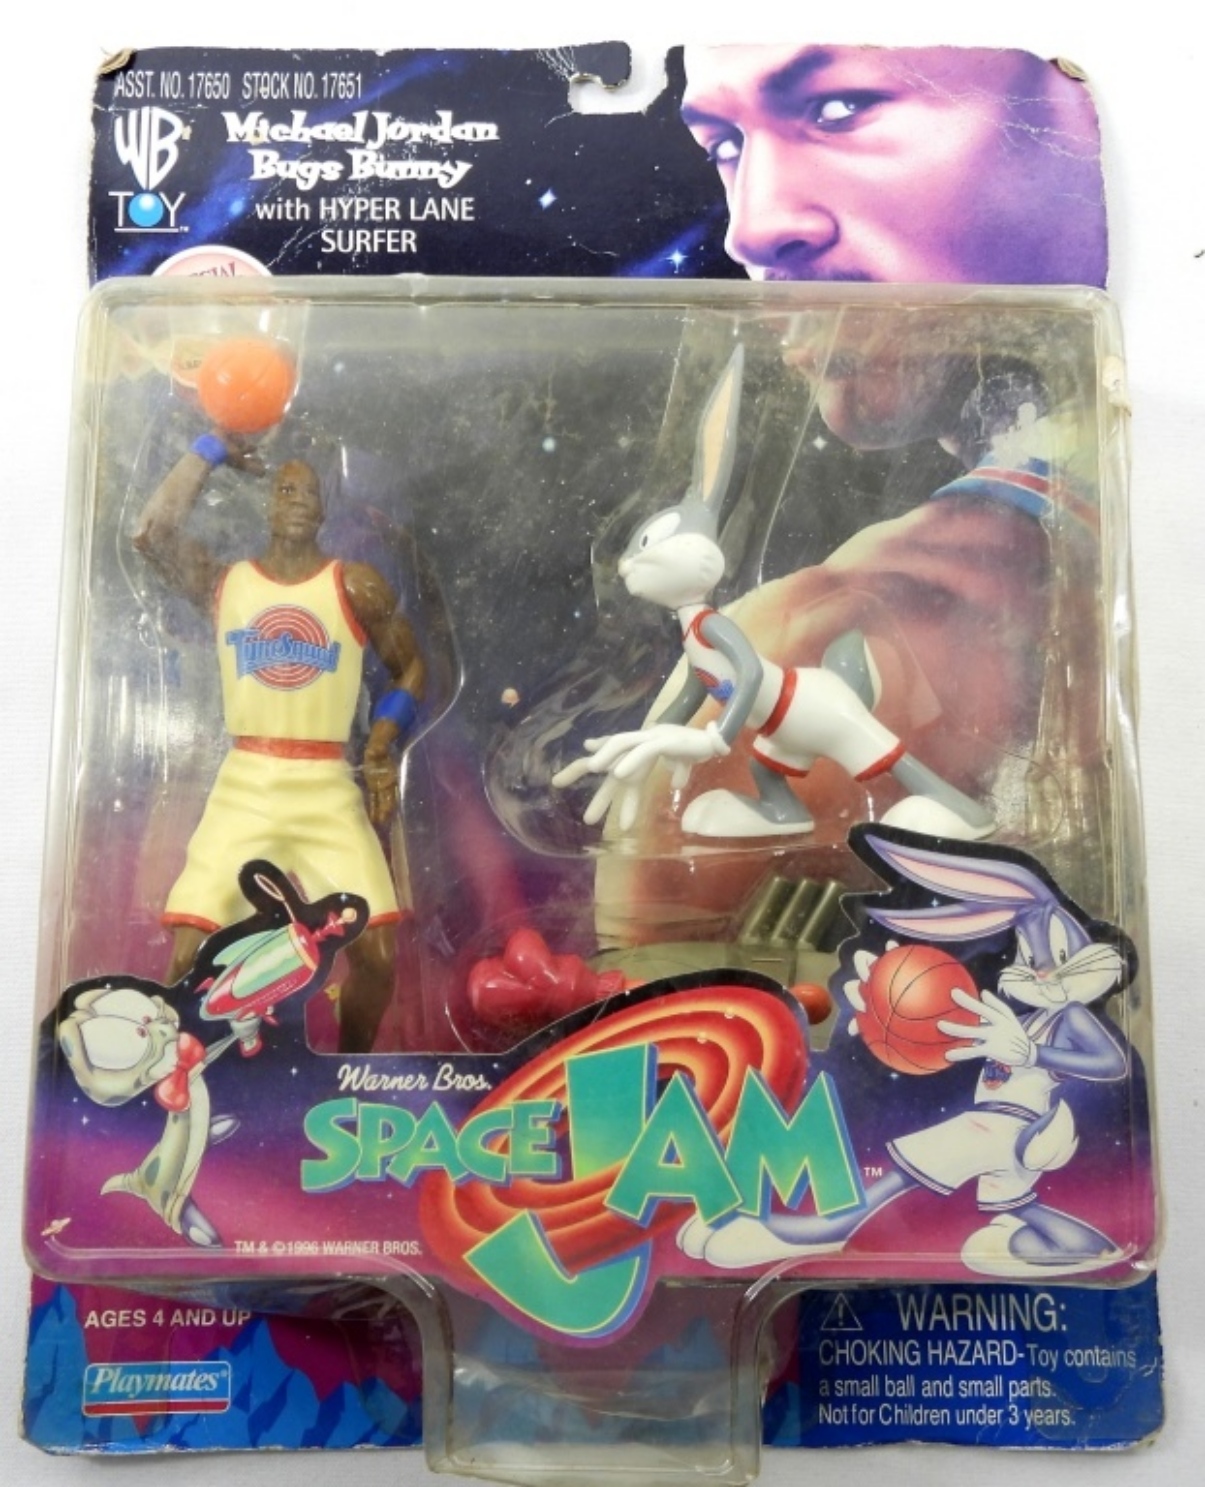 ASST. NO. 17650 STOCK NO. 17651
WB
TOY
Michael Jordan
Bugs Bunny
with HYPER LANE
SURFER
TuneSquad
Warner Bros.
SPACE JAM™
TM & ©1996 WARNER BROS.
AGES 4 AND UP
Playmates®
⚠ WARNING:
CHOKING HAZARD-Toy contains
a small ball and small parts.
Not for Children under 3 years.